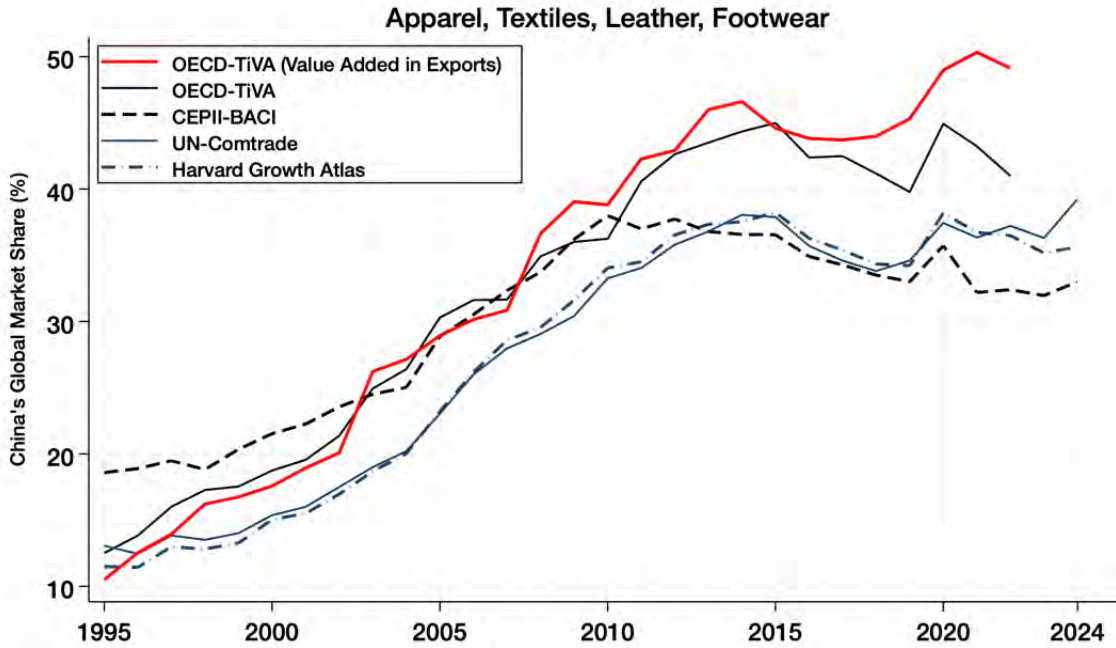 Apparel, Textiles, Leather, Footwear
OECD-TiVA (Value Added in Exports)
OECD-TiVA
CEPII-BACI
UN-Comtrade
Harvard Growth Atlas
China's Global Market Share (%)
50
40
30
20
10
1995
2000
2005
2010
2015
2020
2024